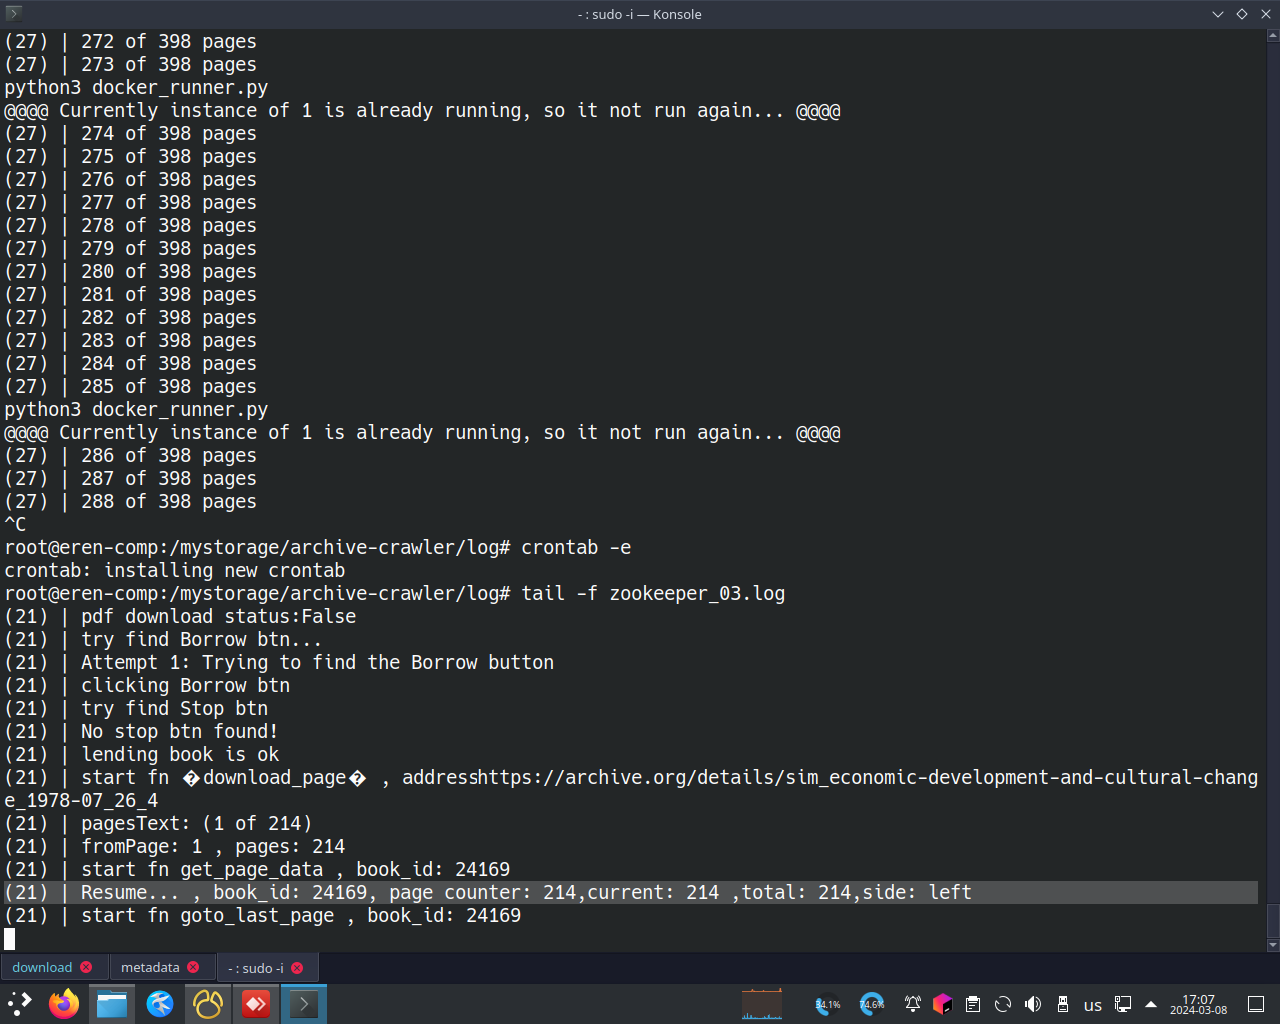 - : sudo -i — Konsole
(27) | 272 of 398 pages
(27) | 273 of 398 pages
python3 docker_runner.py
@@@@ Currently instance of 1 is already running, so it not run again... @@@@
(27) | 274 of 398 pages
(27) | 275 of 398 pages
(27) | 276 of 398 pages
(27) | 277 of 398 pages
(27) | 278 of 398 pages
(27) | 279 of 398 pages
(27) | 280 of 398 pages
(27) | 281 of 398 pages
(27) | 282 of 398 pages
(27) | 283 of 398 pages
(27) | 284 of 398 pages
(27) | 285 of 398 pages
python3 docker_runner.py
@@@@ Currently instance of 1 is already running, so it not run again... @@@@
(27) | 286 of 398 pages
(27) | 287 of 398 pages
(27) | 288 of 398 pages
^C
root@eren-comp:/mystorage/archive-crawler/log# crontab -e
crontab: installing new crontab
root@eren-comp:/mystorage/archive-crawler/log# tail -f zookeeper_03.log
(21) | pdf download status:False
(21) | try find Borrow btn...
(21) | Attempt 1: Trying to find the Borrow button
(21) | clicking Borrow btn
(21) | try find Stop btn
(21) | No stop btn found!
(21) | lending book is ok
(21) | start fn �download_page� , addresshttps://archive.org/details/sim_economic-development-and-cultural-chang
e_1978-07_26_4
(21) | pagesText: (1 of 214)
(21) | fromPage: 1 , pages: 214
(21) | start fn get_page_data , book_id: 24169
(21) | Resume... , book_id: 24169, page counter: 214,current: 214 ,total: 214,side: left
(21) | start fn goto_last_page , book_id: 24169
download metadata - : sudo -i
34.1% 74.6% us 17:07
2024-03-08